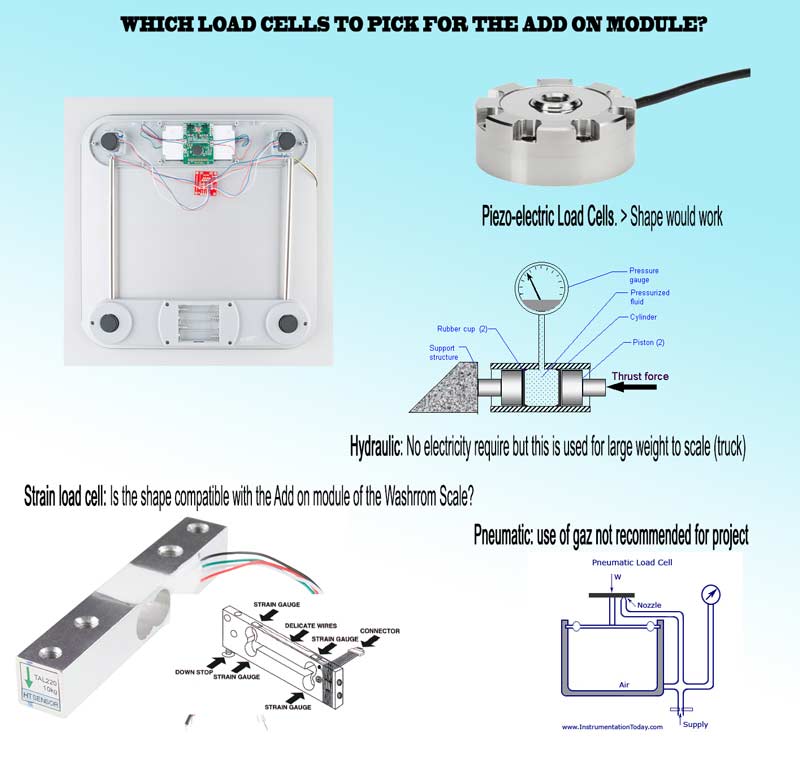 WHICH LOAD CELLS TO PICK FOR THE ADD ON MODULE?
Piezo-electric Load Cells. > Shape would work
Pressure
gauge
Pressurized
fluid
Cylinder
Rubber cup (2)
Piston (2)
Support
structure
Thrust force
Hydraulic: No electricity require but this is used for large weight to scale (truck)
Strain load cell: Is the shape compatible with the Add on module of the Washrrom Scale?
Pneumatic: use of gaz not recommended for project
TAL220
10kg
HT SENSOR
STRAIN GAUGE
DELICATE WIRES
STRAIN GAUGE
CONNECTOR
DOWN STOP
STRAIN GAUGE
STRAIN GAUGE
Pneumatic Load Cell
W
Nozzle
Air
Supply
www.InstrumentationToday.com